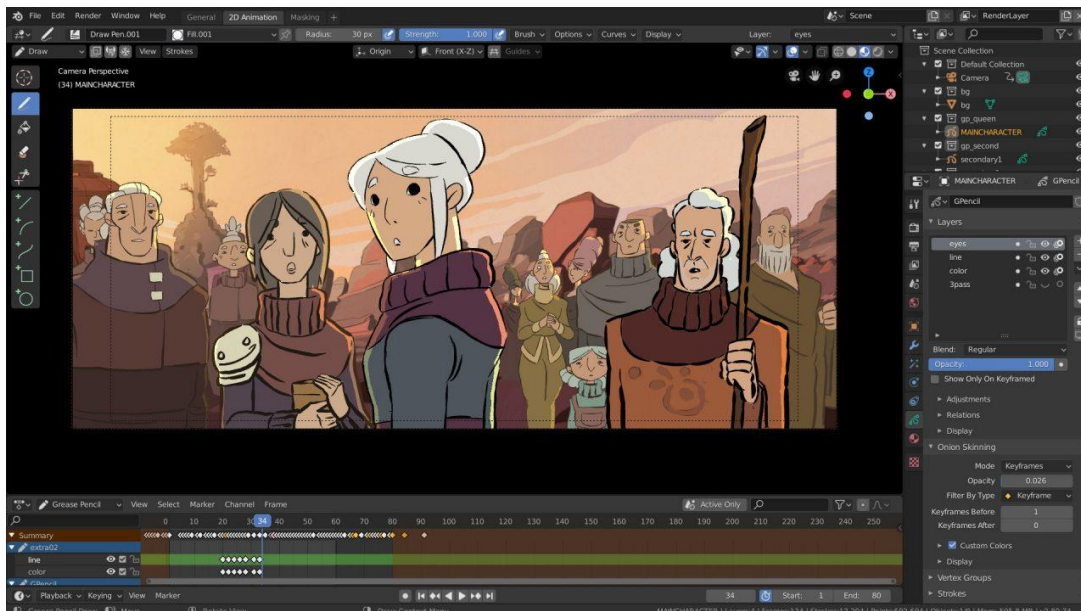 File Edit Render Window Help General 2D Animation Masking + Scene RenderLayer
Draw Pen.001 Fill.001 Radius: 30 px Strength: 1.000 Brush Options Curves Display Layer: eyes
Draw View Strokes Origin Front (X-Z) Guides
Camera Perspective
(34) MAINCHARACTER
Z
X
Scene Collection
Default Collection
Camera
bg
bg
gp_queen
MAINCHARACTER
gp_second
secondary1
MAINCHARACTER GPencil
GPencil
Layers
eyes
line
color
3pass
Blend: Regular
Opacity: 1.000
Show Only On Keyframed
Adjustments
Relations
Display
Onion Skinning
Mode Keyframes
Opacity 0.026
Filter By Type Keyframe
Keyframes Before 1
Keyframes After 0
Custom Colors
Display
Vertex Groups
Strokes
Grease Pencil View Select Marker Channel Frame Active Only
0 10 20 30 34 40 50 60 70 80 90 100 110 120 130 140 150 160 170 180 190 200 210 220 230 240 250
Summary
extra02
line
color
GPencil
Playback Keying View Marker 34 Start: 1 End: 80